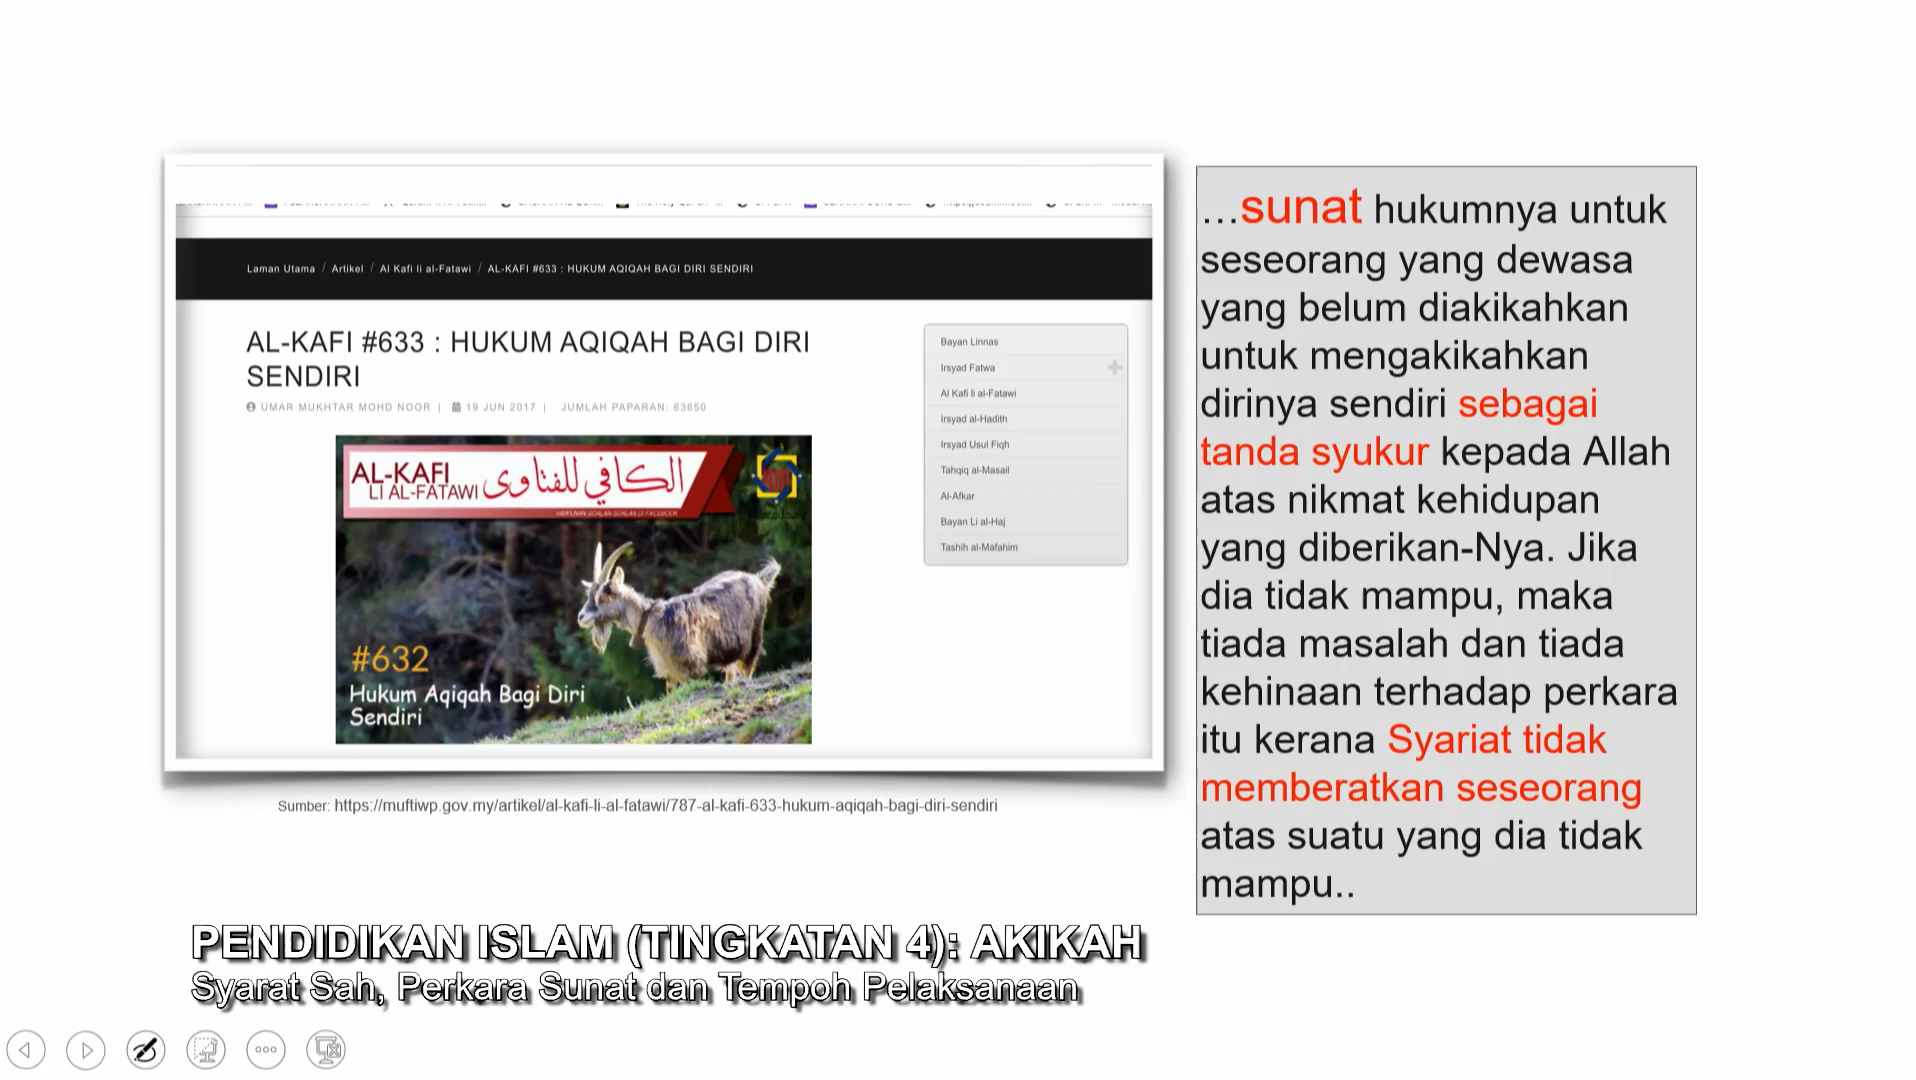 Laman Utama / Artikel / Al Kafi li al-Fatawi / AL-KAFI #633 : HUKUM AQIQAH BAGI DIRI SENDIRI
AL-KAFI #633 : HUKUM AQIQAH BAGI DIRI
SENDIRI
UMAR MUKHTAR MOHD NOOR | 19 JUN 2017 | JUMLAH PAPARAN: 63650
AL-KAFI
LI AL-FATAWI
الكافي للفتاوى
HIMPUNAN SOALAN-SOALAN DI FACEBOOK
#632
Hukum Aqiqah Bagi Diri
Sendiri
Bayan Linnas
Irsyad Fatwa
Al Kafi li al-Fatawi
Irsyad al-Hadith
Irsyad Usul Fiqh
Tahqiq al-Masail
Al-Afkar
Bayan Li al-Haj
Tashih al-Mafahim
Sumber: https://muftiwp.gov.my/artikel/al-kafi-li-al-fatawi/787-al-kafi-633-hukum-aqiqah-bagi-diri-sendiri
...sunat hukumnya untuk
seseorang yang dewasa
yang belum diakikahkan
untuk mengakikahkan
dirinya sendiri sebagai
tanda syukur kepada Allah
atas nikmat kehidupan
yang diberikan-Nya. Jika
dia tidak mampu, maka
tiada masalah dan tiada
kehinaan terhadap perkara
itu kerana Syariat tidak
memberatkan seseorang
atas suatu yang dia tidak
mampu..
PENDIDIKAN ISLAM (TINGKATAN 4): AKIKAH
Syarat Sah, Perkara Sunat dan Tempoh Pelaksanaan